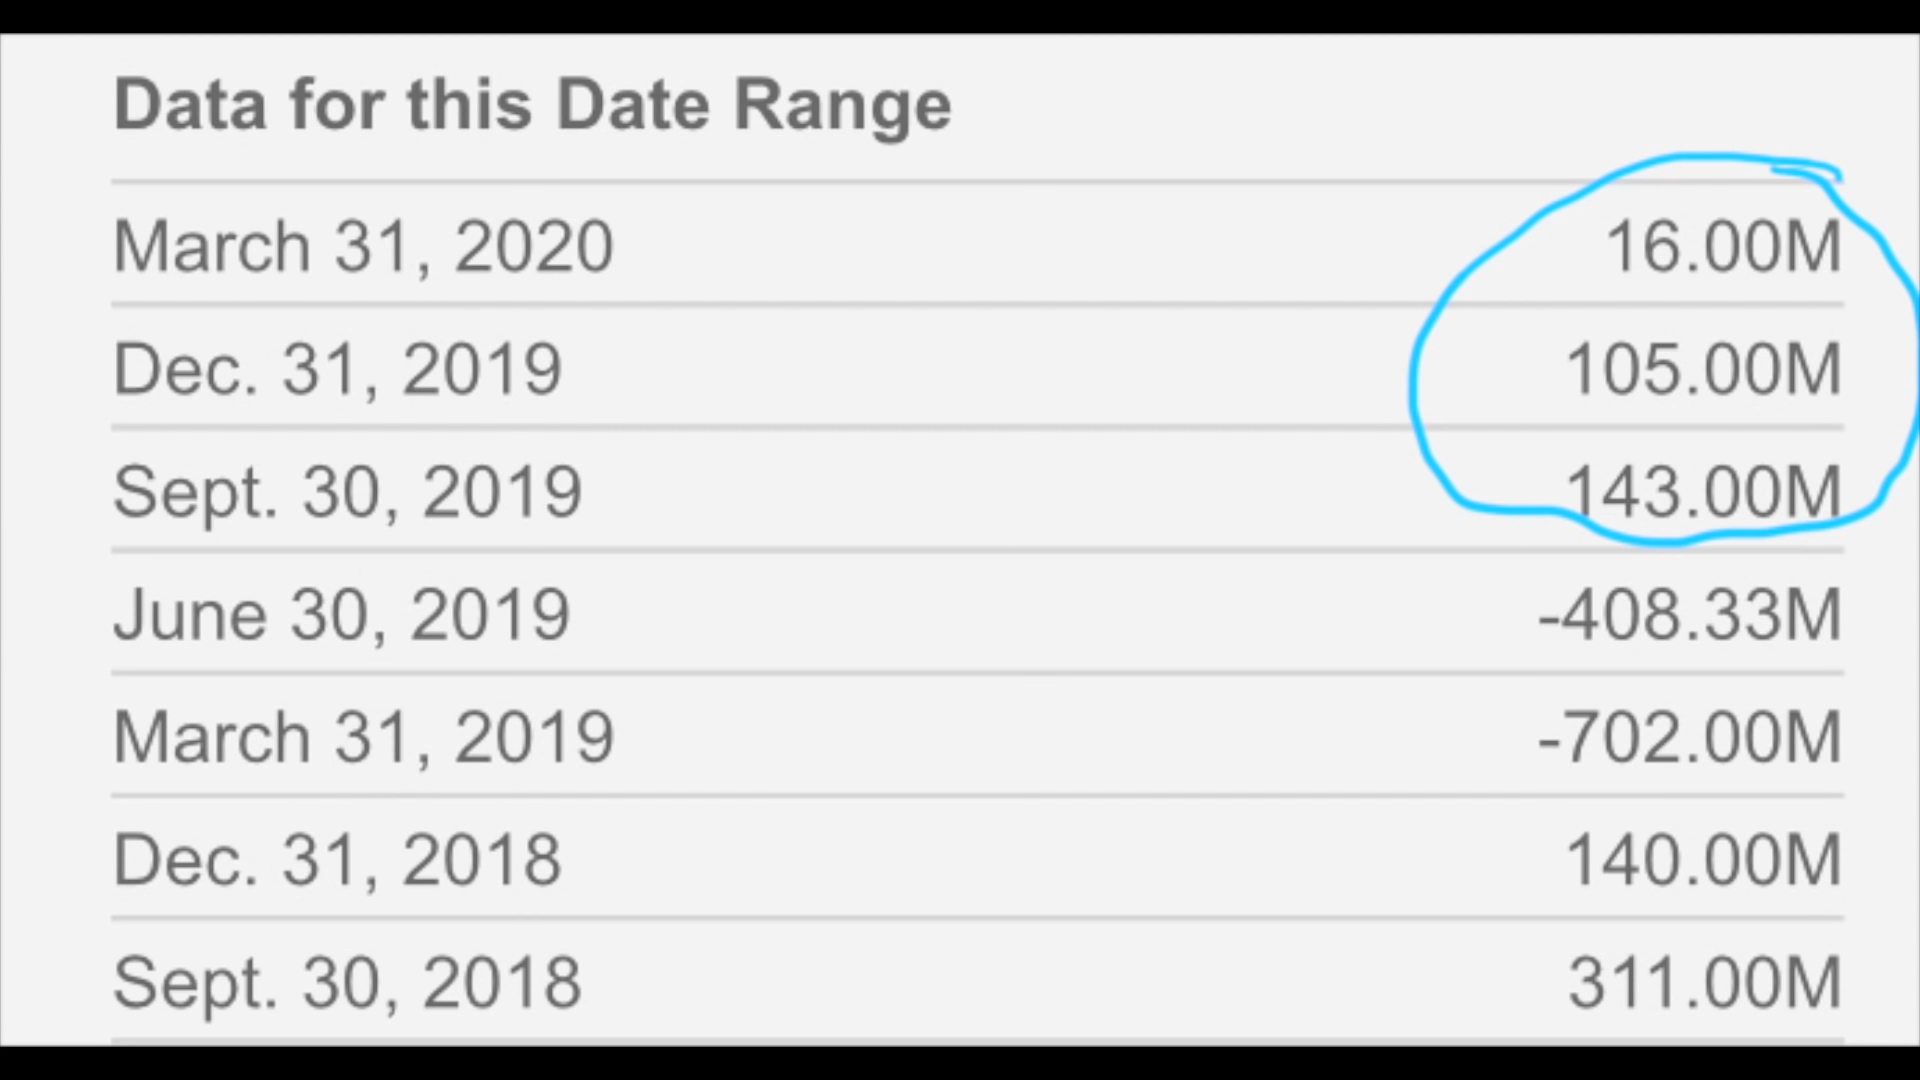 Data for this Date Range
March 31, 2020 16.00M
Dec. 31, 2019 105.00M
Sept. 30, 2019 143.00M
June 30, 2019 -408.33M
March 31, 2019 -702.00M
Dec. 31, 2018 140.00M
Sept. 30, 2018 311.00M